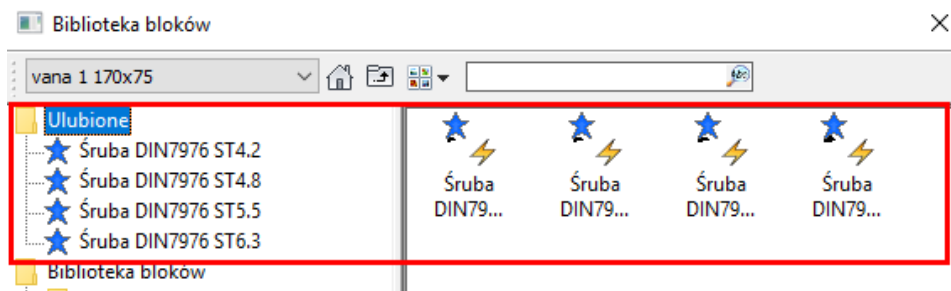 Biblioteka bloków
vana 1 170x75
abc
Ulubione
Śruba DIN7976 ST4.2
Śruba DIN7976 ST4.8
Śruba DIN7976 ST5.5
Śruba DIN7976 ST6.3
Biblioteka bloków
Śruba
DIN79...
Śruba
DIN79...
Śruba
DIN79...
Śruba
DIN79...